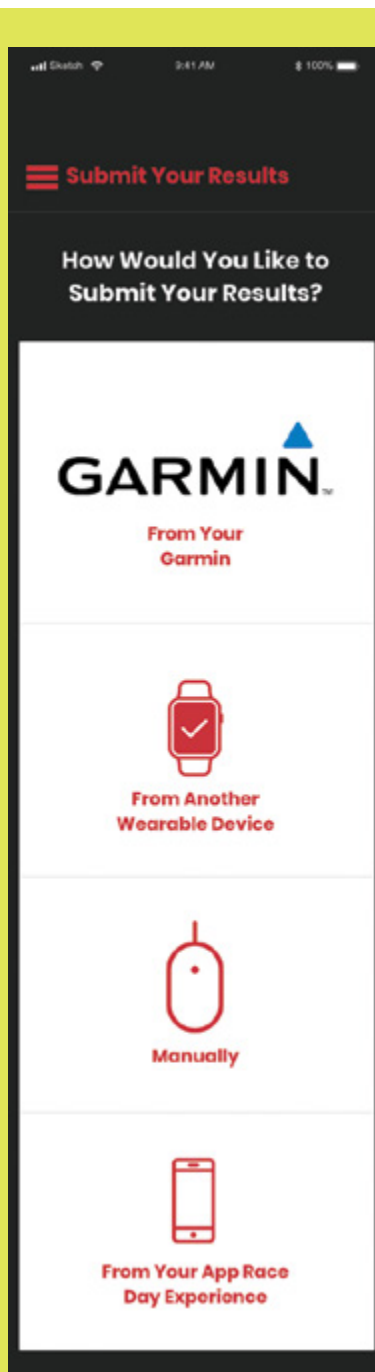 Sketch 9:41 AM 100%
Submit Your Results
How Would You Like to
Submit Your Results?
GARMIN™
From Your
Garmin
From Another
Wearable Device
Manually
From Your App Race
Day Experience